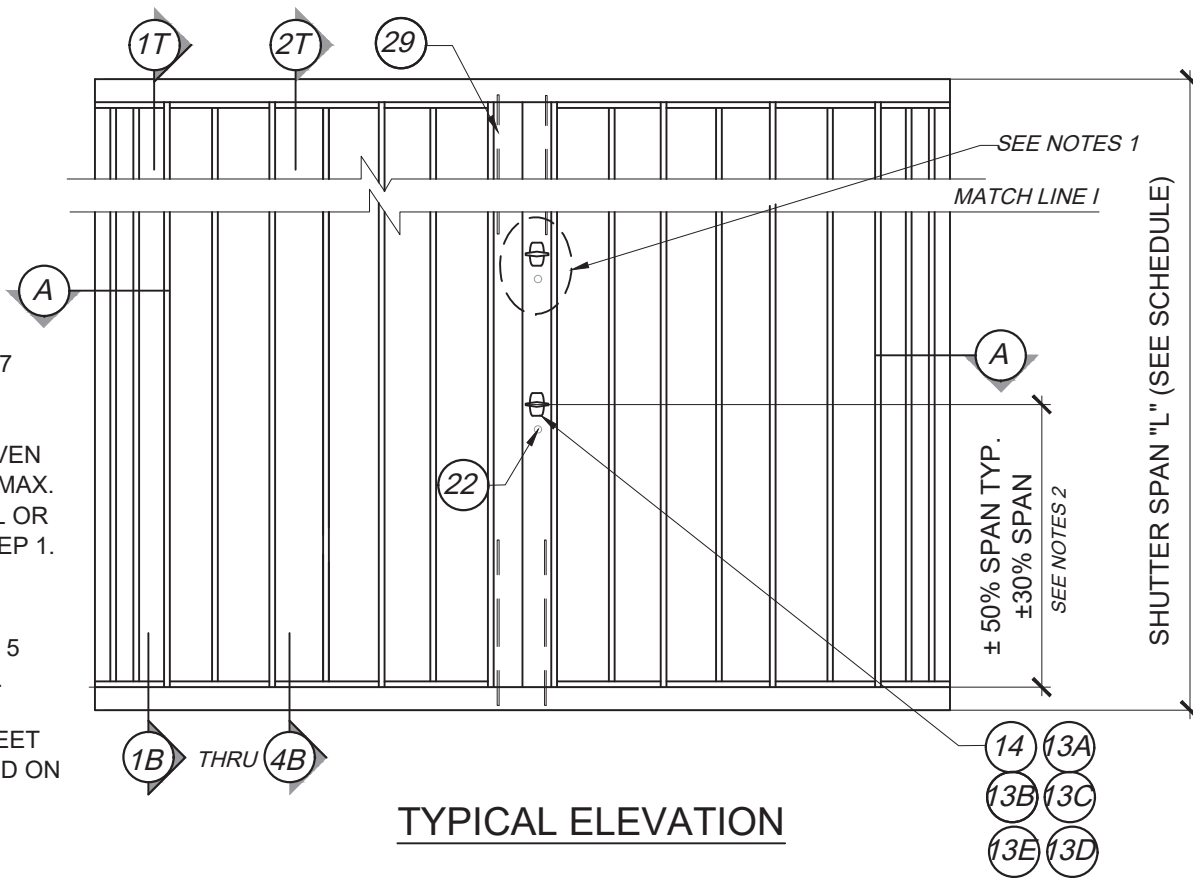 1T
2T
29
SEE NOTES 1
MATCH LINE I
A
7
A
VEN
MAX.
L OR
EP 1.
22
5
EET
D ON
± 50% SPAN TYP.
±30% SPAN
SEE NOTES 2
SHUTTER SPAN "L" (SEE SCHEDULE)
1B THRU 4B
14 13A
13B 13C
13E 13D
TYPICAL ELEVATION